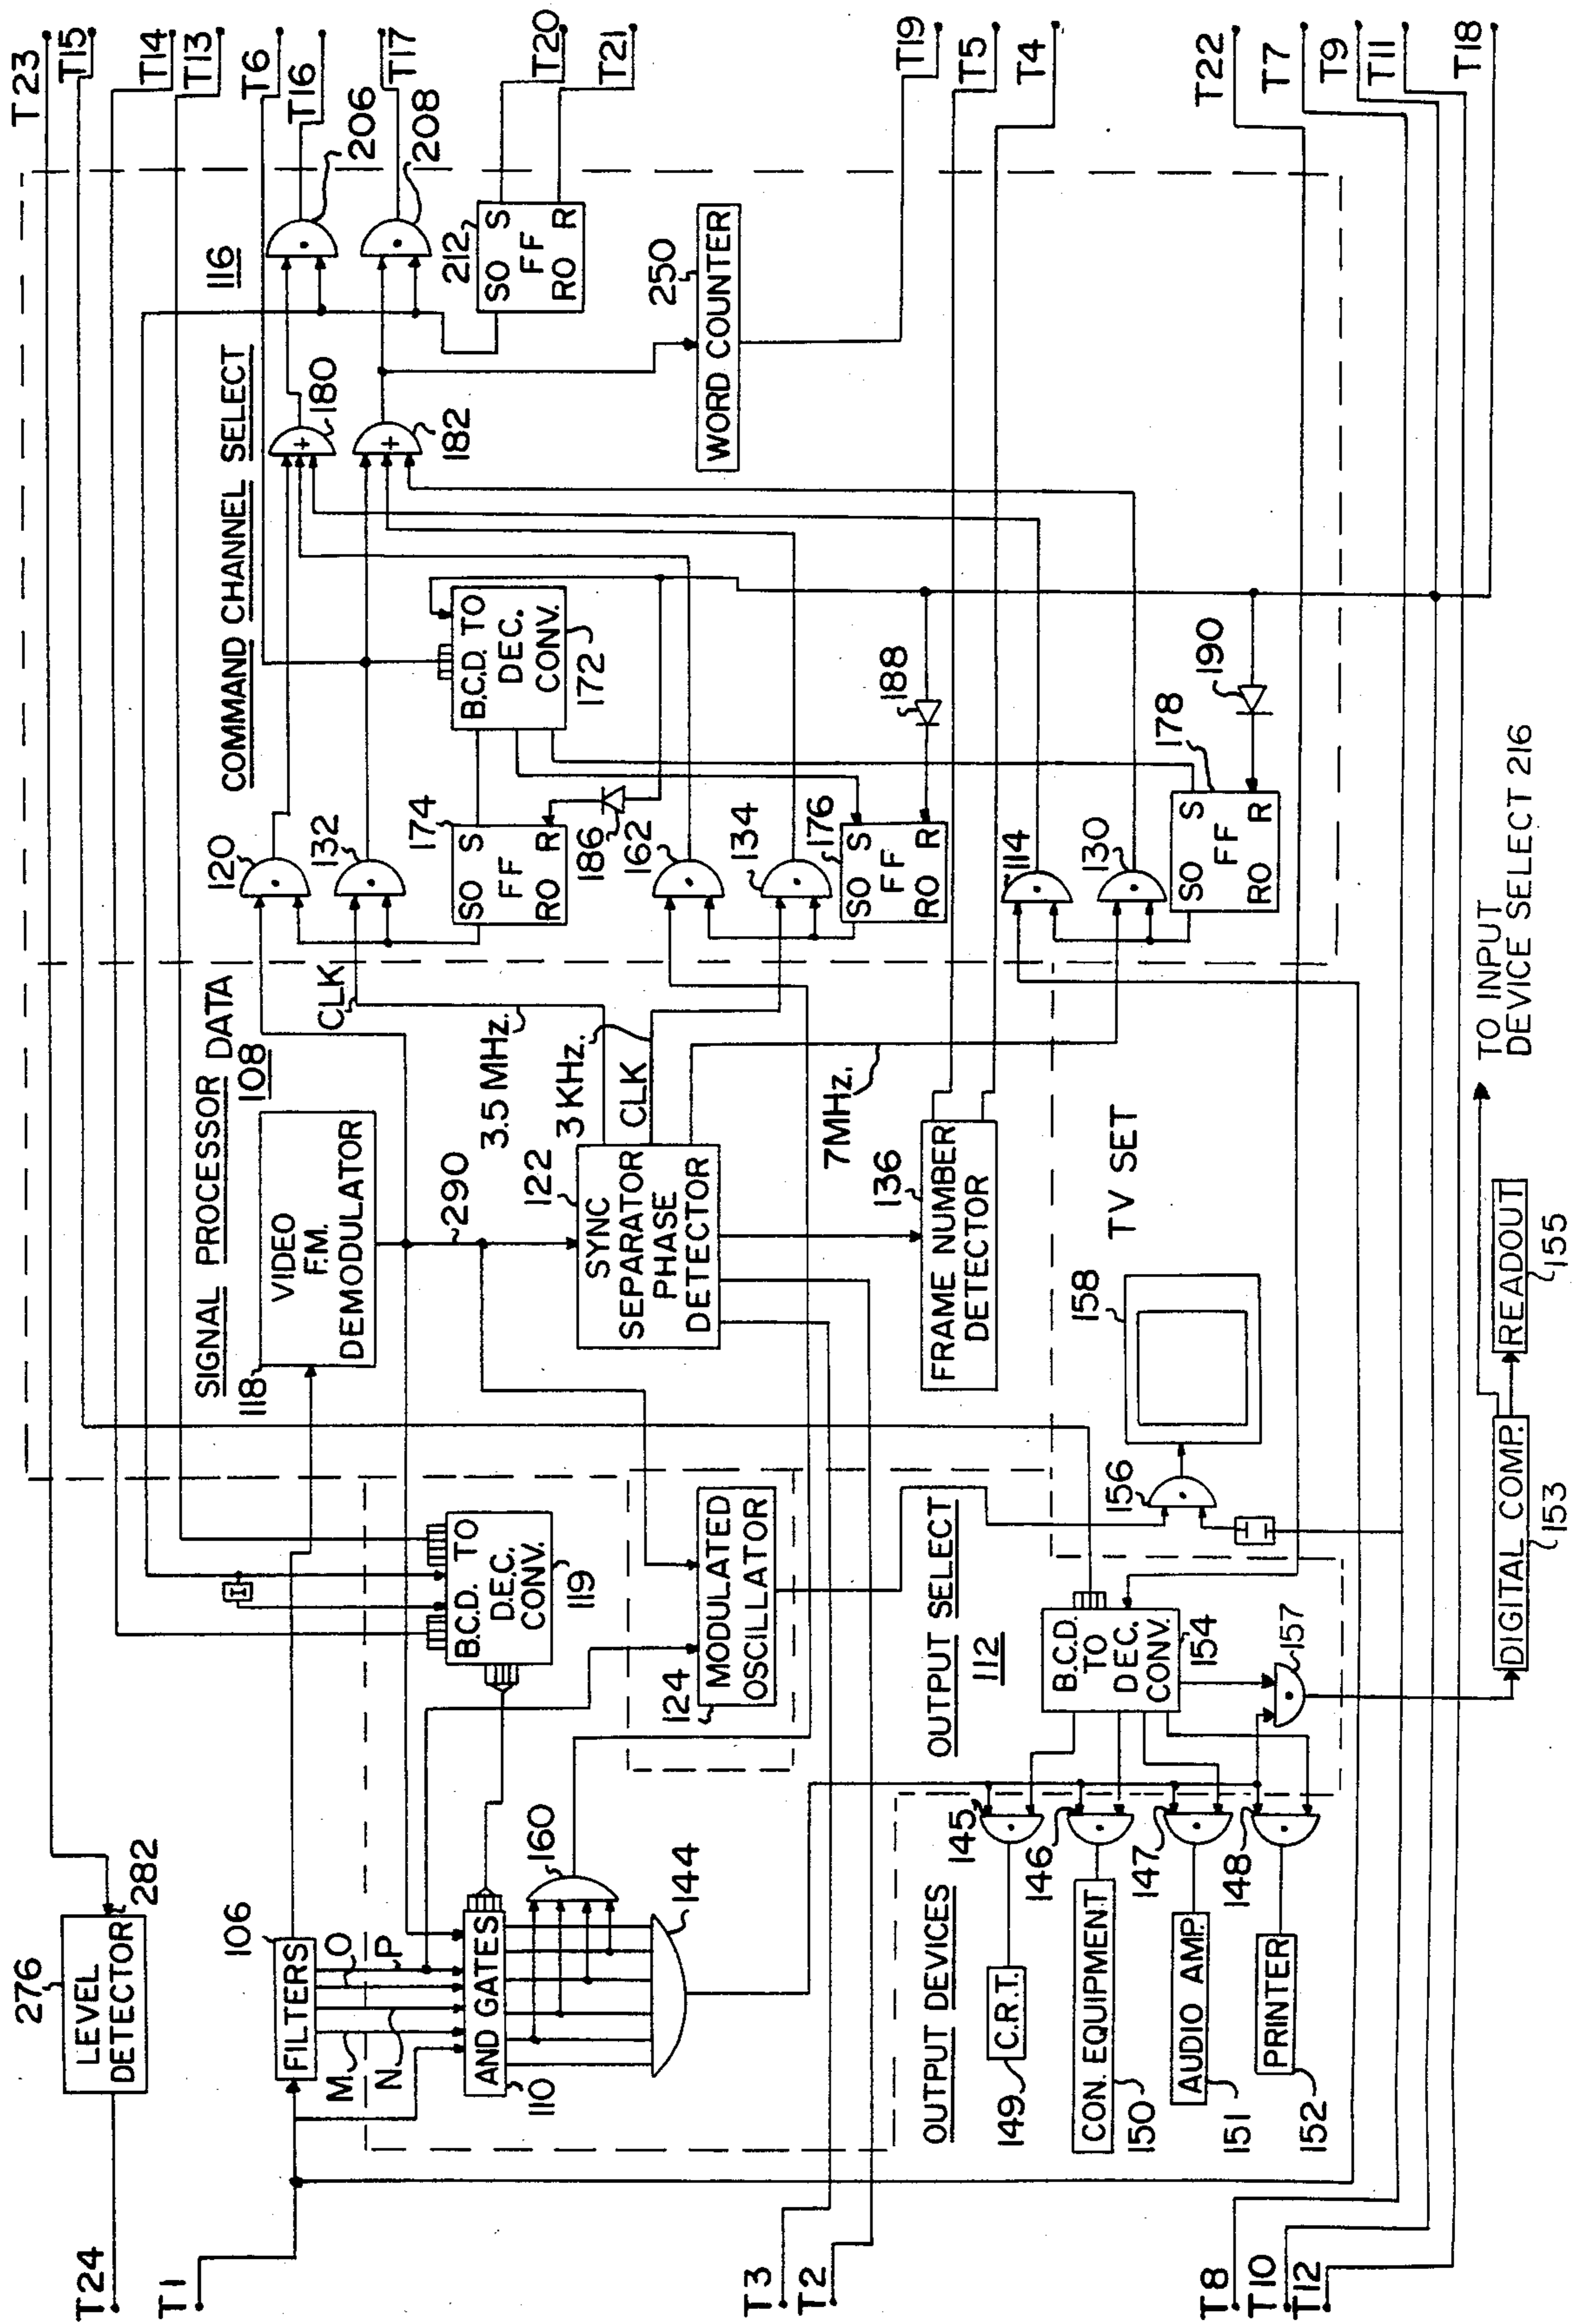 T24
T1
T3
T2
T8
T10
T12
276
LEVEL
DETECTOR
282
T23
T15
T14
T13
T6
T16
T17
T20
T21
T19
T5
T4
T22
T7
T9
T11
T18
106
FILTERS
M
N
O
P
AND GATES
110
160
144
B.C.D. TO
D.E.C.
CONV.
119
I
124
MODULATED
OSCILLATOR
SIGNAL PROCESSOR DATA
108
118
VIDEO
F.M.
DEMODULATOR
290
122
SYNC
SEPARATOR
PHASE
DETECTOR
CLK
3.5 MHz.
3 KHz.
CLK
7MHz.
136
FRAME NUMBER
DETECTOR
COMMAND CHANNEL SELECT
116
120
132
174
SO S
FF
RO R
186
B.C.D. TO
DEC.
CONV.
172
162
134
176
SO S
FF
RO R
188
114
130
178
SO S
FF
RO R
190
180
+
182
+
206
208
212
SO S
FF
RO R
250
WORD COUNTER
OUTPUT SELECT
112
B.C.D.
TO
DEC.
CONV.
154
157
156
I
158
TV SET
OUTPUT DEVICES
145
146
147
148
149
C.R.T.
CON. EQUIPMENT
150
AUDIO AMP.
151
PRINTER
152
DIGITAL COMP.
153
READOUT
155
TO INPUT
DEVICE SELECT 216